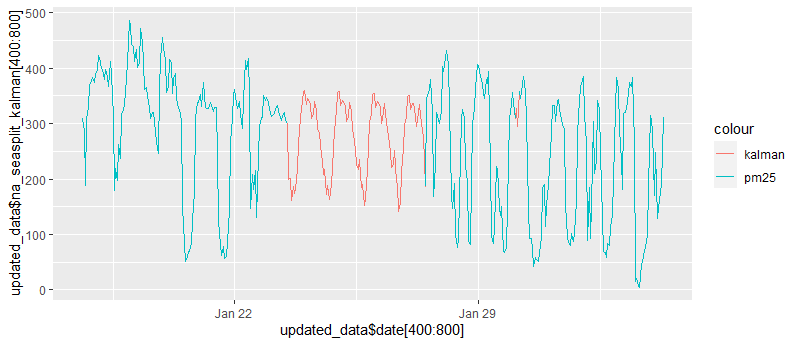 500
400
300
200
100
0
updated_data$na_seasplit_kalman[400:800]
Jan 22
Jan 29
updated_data$date[400:800]
colour
kalman
pm25